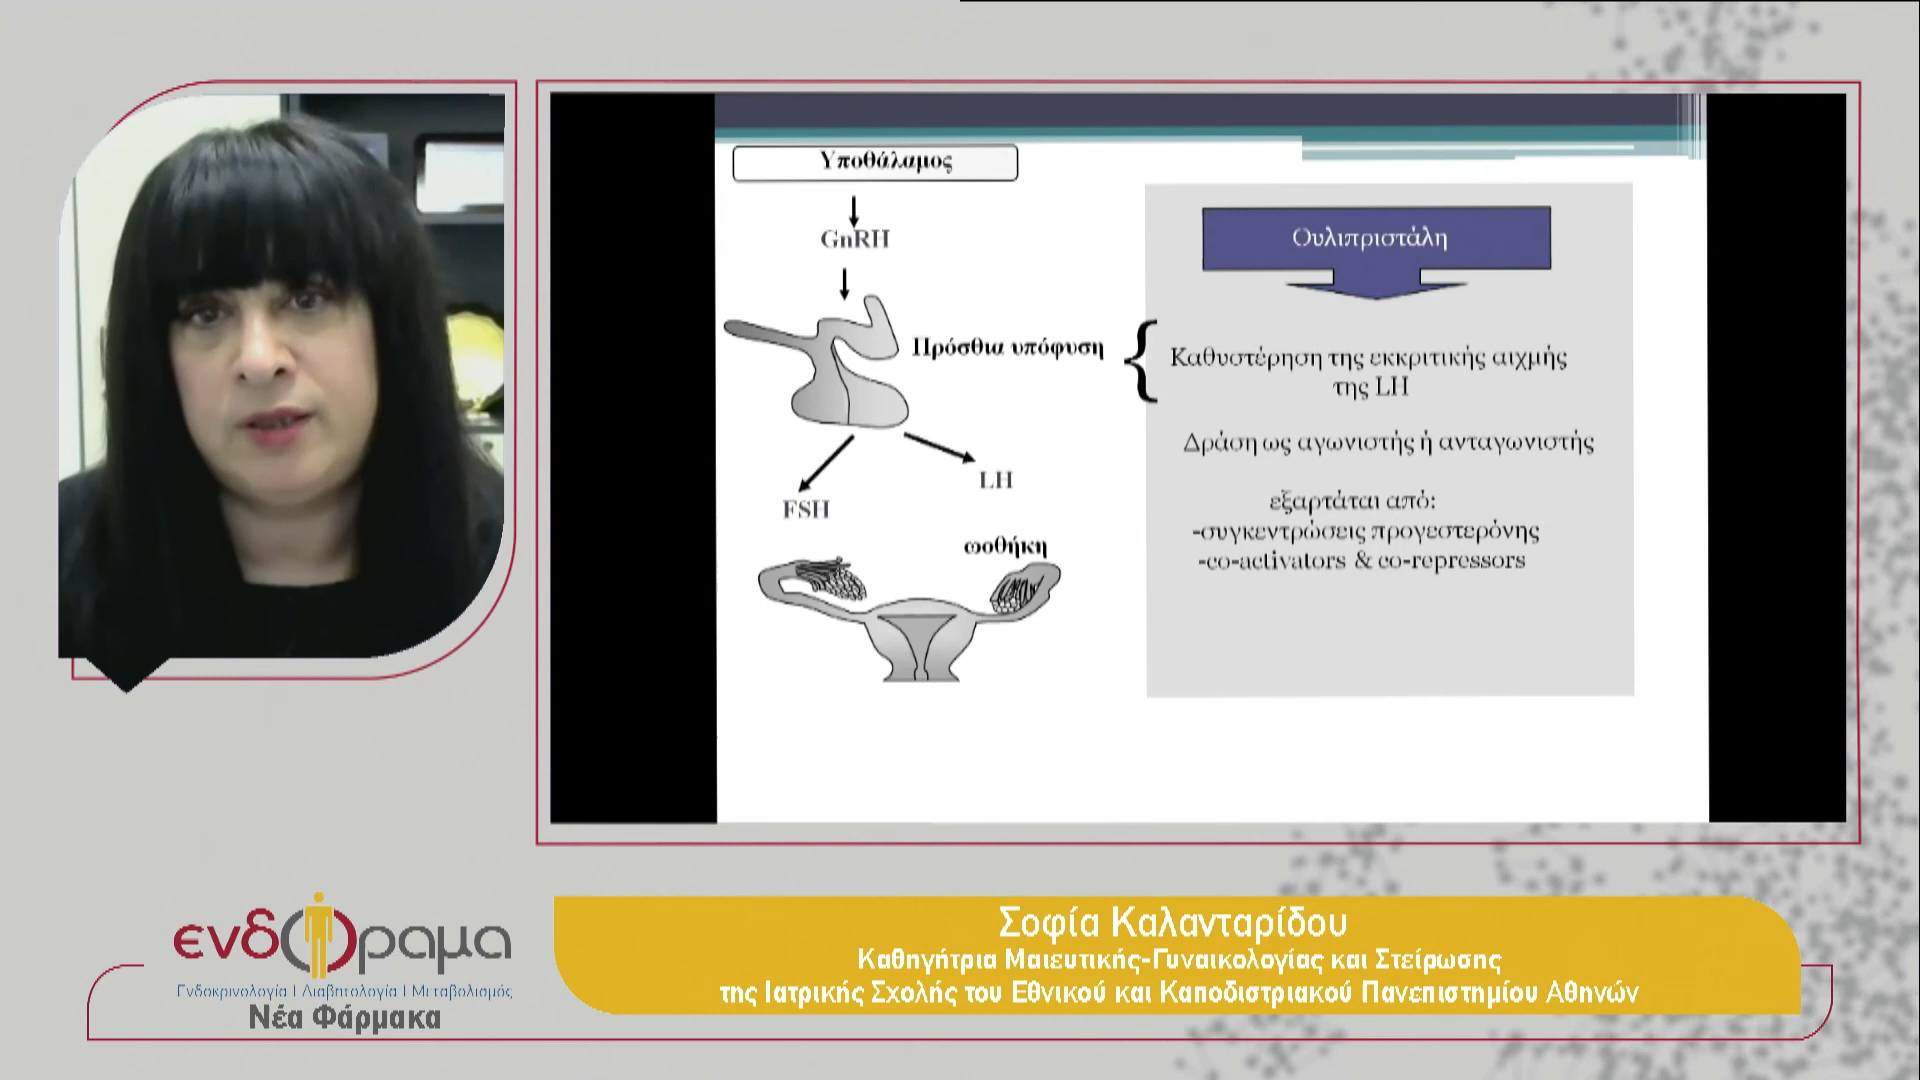 Υποθάλαμος
GnRH
Πρόσθια υπόφυση
FSH
LH
ωοθήκη
Ουλιπριστάλη
Καθυστέρηση της εκκριτικής αιχμής
της LH
Δράση ως αγωνιστής ή ανταγωνιστής
εξαρτάται από:
-συγκεντρώσεις προγεστερόνης
-co-activators & co-repressors
ενδόραμα
Ενδοκρινολογία | Διαβητολογία | Μεταβολισμός
Νέα Φάρμακα
Σοφία Καλανταρίδου
Καθηγήτρια Μαιευτικής-Γυναικολογίας και Στείρωσης
της Ιατρικής Σχολής του Εθνικού και Καποδιστριακού Πανεπιστημίου Αθηνών